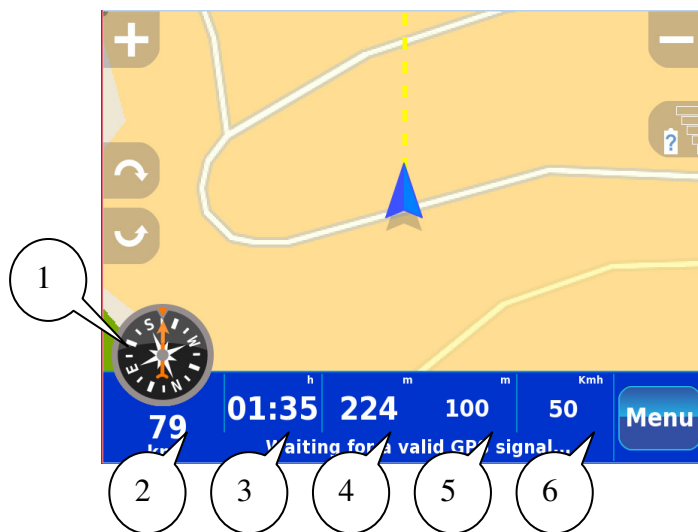 +
−
?
1
S
W
E
N
79
km
h
01:35
m
224
m
100
Kmh
50
Menu
Waiting for a valid GPS signal...
2
3
4
5
6